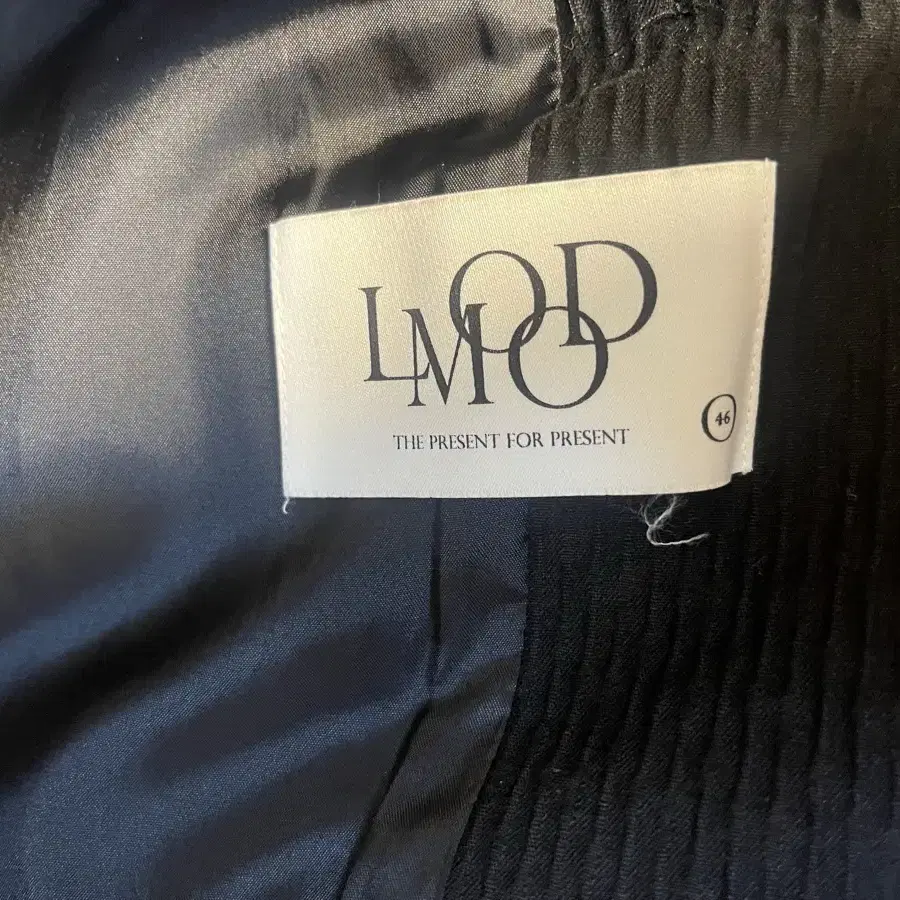 LMOOD
THE PRESENT FOR PRESENT
46